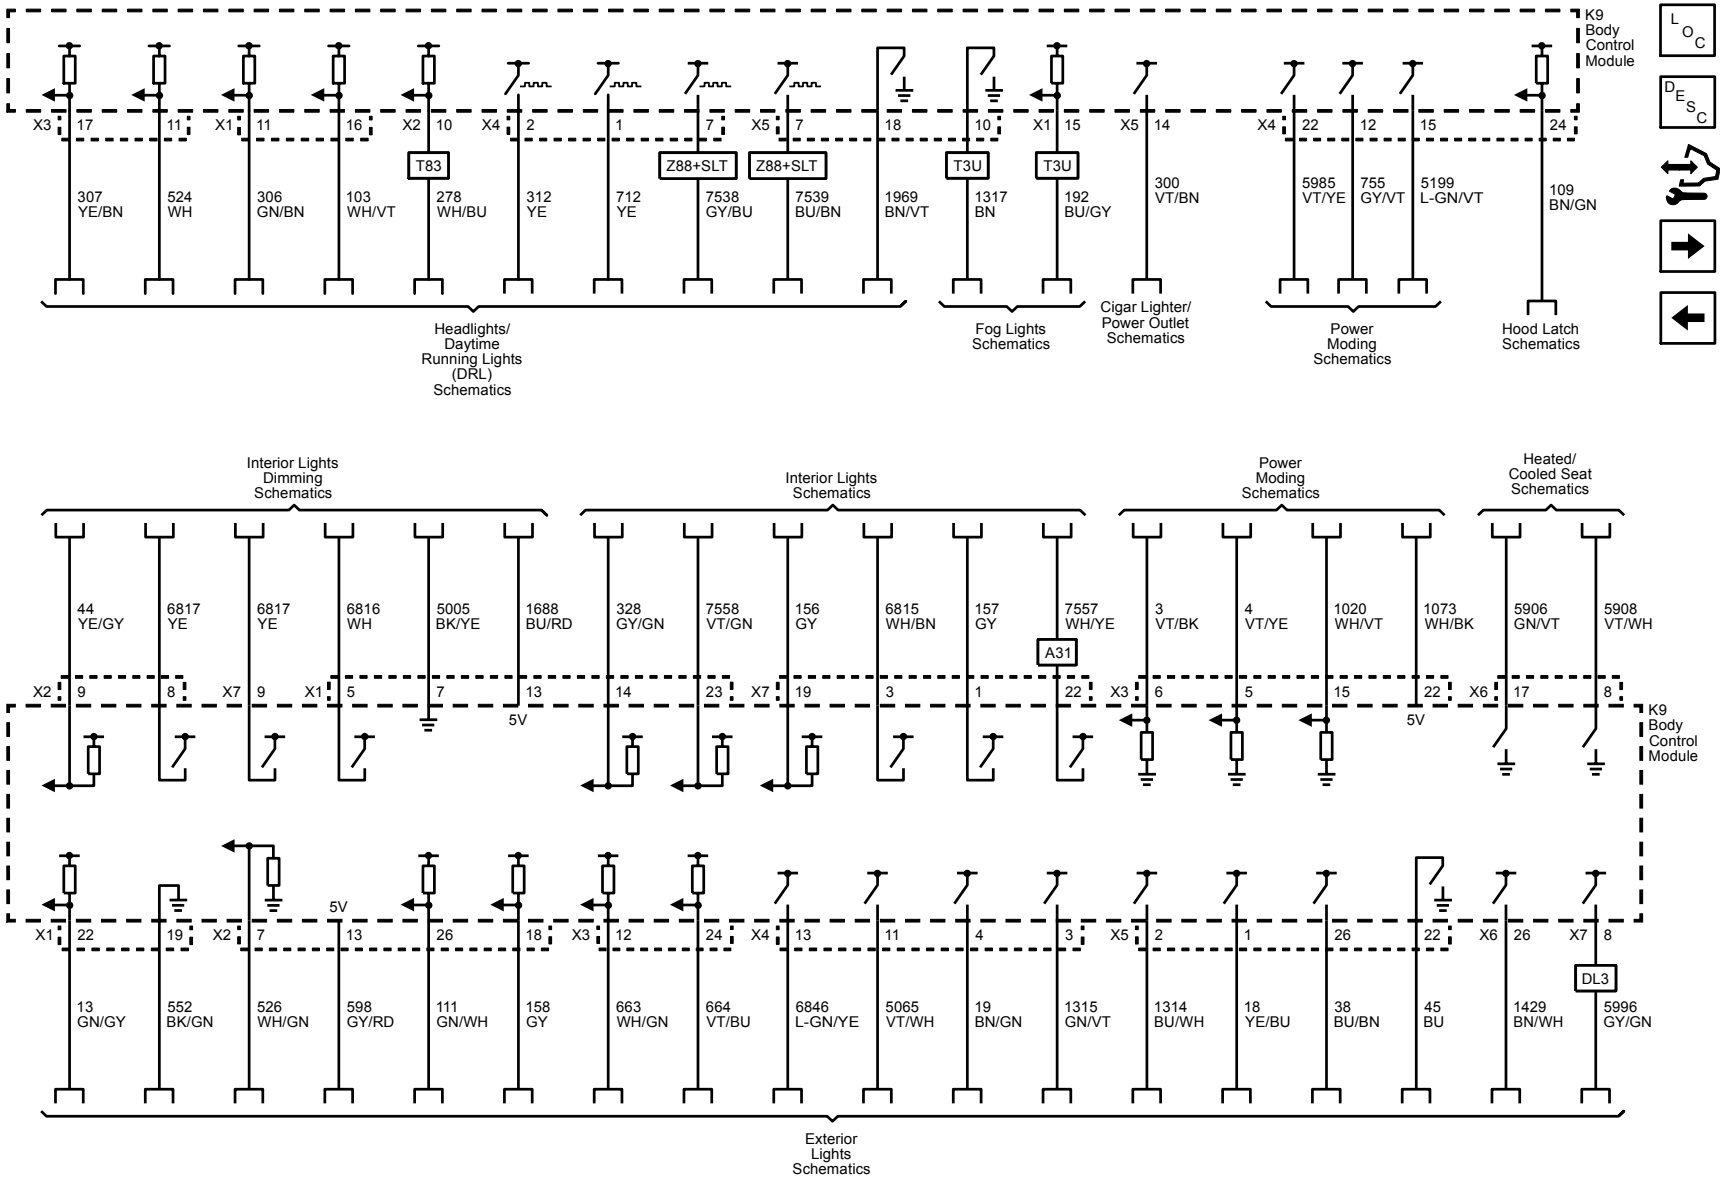 K9
Body
Control
Module
L
O
C
D
E
S
C
X3 17 11 X1 11 16 X2 10 X4 2 1 7 X5 7 18 10 X1 15 X5 14 X4 22 12 15 24
T83 Z88+SLT Z88+SLT T3U T3U
307 524 306 103 278 312 712 7538 7539 1969 1317 192 300 5985 755 5199 109
YE/BN WH GN/BN WH/VT WH/BU YE YE GY/BU BU/BN BN/VT BN BU/GY VT/BN VT/YE GY/VT L-GN/VT BN/GN
Headlights/
Daytime
Running Lights
(DRL)
Schematics
Fog Lights
Schematics
Cigar Lighter/
Power Outlet
Schematics
Power
Moding
Schematics
Hood Latch
Schematics
Interior Lights
Dimming
Schematics
Interior Lights
Schematics
Power
Moding
Schematics
Heated/
Cooled Seat
Schematics
44 6817 6817 6816 5005 1688 328 7558 156 6815 157 7557 3 4 1020 1073 5906 5908
YE/GY YE YE WH BK/YE BU/RD GY/GN VT/GN GY WH/BN GY WH/YE VT/BK VT/YE WH/VT WH/BK GN/VT VT/WH
A31
X2 9 8 X7 9 X1 5 7 13 14 23 X7 19 3 1 22 X3 6 5 15 22 X6 17 8
5V 5V
K9
Body
Control
Module
5V
X1 22 19 X2 7 13 26 18 X3 12 24 X4 13 11 4 3 X5 2 1 26 22 X6 26 X7 8
DL3
13 552 526 598 111 158 663 664 6846 5065 19 1315 1314 18 38 45 1429 5996
GN/GY BK/GN WH/GN GY/RD GN/WH GY WH/GN VT/BU L-GN/YE VT/WH BN/GN GN/VT BU/WH YE/BU BU/BN BU BN/WH GY/GN
Exterior
Lights
Schematics